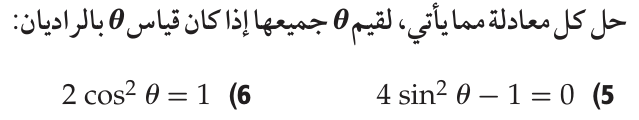 حل كل معادلة مما يأتي، لقيم θ جميعها إذا كان قياس θ بالراديان:
5) 4 sin² θ − 1 = 0 6) 2 cos² θ = 1